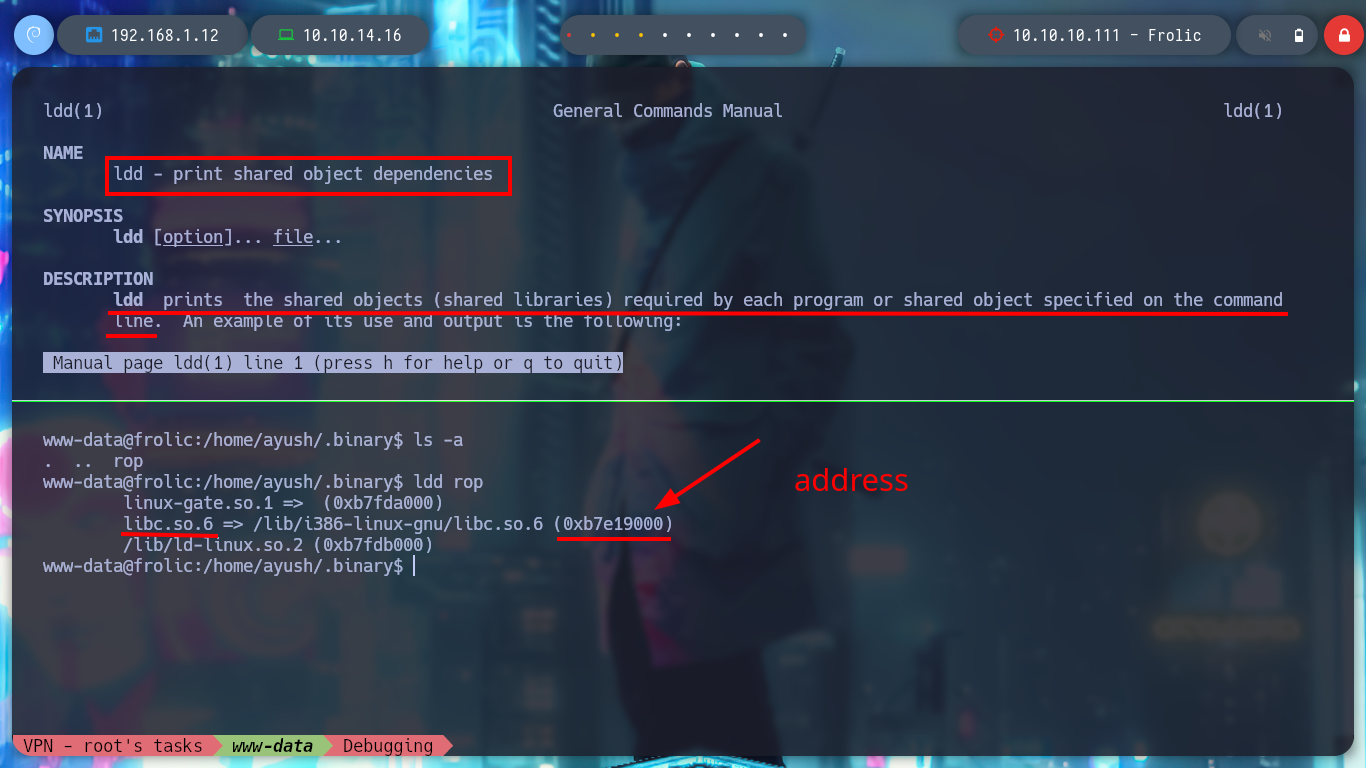 192.168.1.12 10.10.14.16 10.10.10.111 - Frolic
ldd(1) General Commands Manual ldd(1)
NAME
ldd - print shared object dependencies
SYNOPSIS
ldd [option]... file...
DESCRIPTION
ldd prints the shared objects (shared libraries) required by each program or shared object specified on the command
line. An example of its use and output is the following:
Manual page ldd(1) line 1 (press h for help or q to quit)
www-data@frolic:/home/ayush/.binary$ ls -a
. .. rop
www-data@frolic:/home/ayush/.binary$ ldd rop
linux-gate.so.1 => (0xb7fda000)
libc.so.6 => /lib/i386-linux-gnu/libc.so.6 (0xb7e19000)
/lib/ld-linux.so.2 (0xb7fdb000)
www-data@frolic:/home/ayush/.binary$
address
VPN - root's tasks www-data Debugging